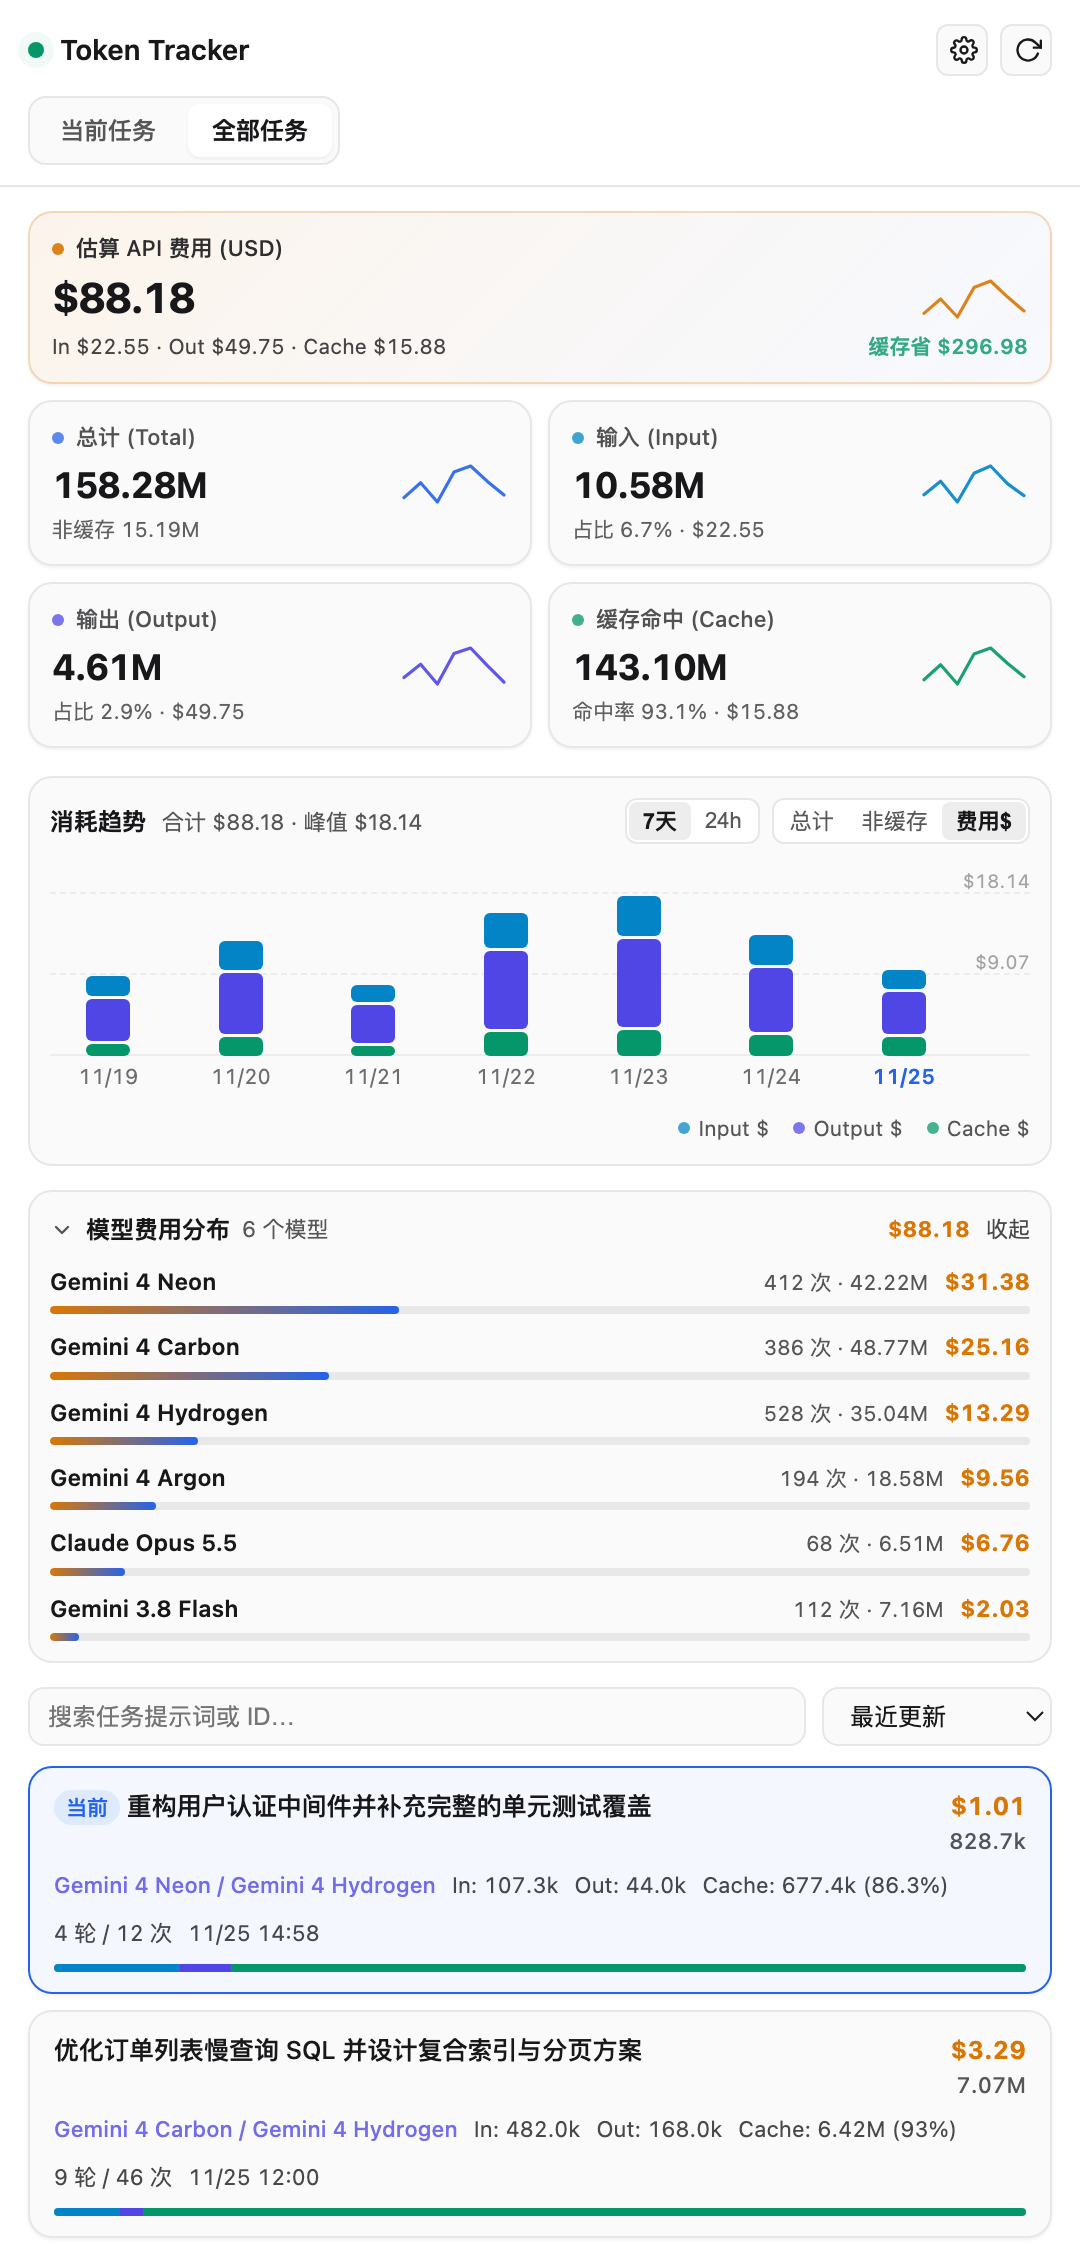 Token Tracker
当前任务 全部任务
估算 API 费用 (USD)
$88.18
In $22.55 · Out $49.75 · Cache $15.88
缓存省 $296.98
总计 (Total)
158.28M
非缓存 15.19M
输入 (Input)
10.58M
占比 6.7% · $22.55
输出 (Output)
4.61M
占比 2.9% · $49.75
缓存命中 (Cache)
143.10M
命中率 93.1% · $15.88
消耗趋势 合计 $88.18 · 峰值 $18.14
7天 24h
总计 非缓存 费用$
$18.14
$9.07
11/19 11/20 11/21 11/22 11/23 11/24 11/25
Input $ Output $ Cache $
模型费用分布 6 个模型 $88.18 收起
Gemini 4 Neon 412 次 · 42.22M $31.38
Gemini 4 Carbon 386 次 · 48.77M $25.16
Gemini 4 Hydrogen 528 次 · 35.04M $13.29
Gemini 4 Argon 194 次 · 18.58M $9.56
Claude Opus 5.5 68 次 · 6.51M $6.76
Gemini 3.8 Flash 112 次 · 7.16M $2.03
搜索任务提示词或 ID...
最近更新
当前 重构用户认证中间件并补充完整的单元测试覆盖 $1.01
828.7k
Gemini 4 Neon / Gemini 4 Hydrogen In: 107.3k Out: 44.0k Cache: 677.4k (86.3%)
4 轮 / 12 次 11/25 14:58
优化订单列表慢查询 SQL 并设计复合索引与分页方案 $3.29
7.07M
Gemini 4 Carbon / Gemini 4 Hydrogen In: 482.0k Out: 168.0k Cache: 6.42M (93%)
9 轮 / 46 次 11/25 12:00